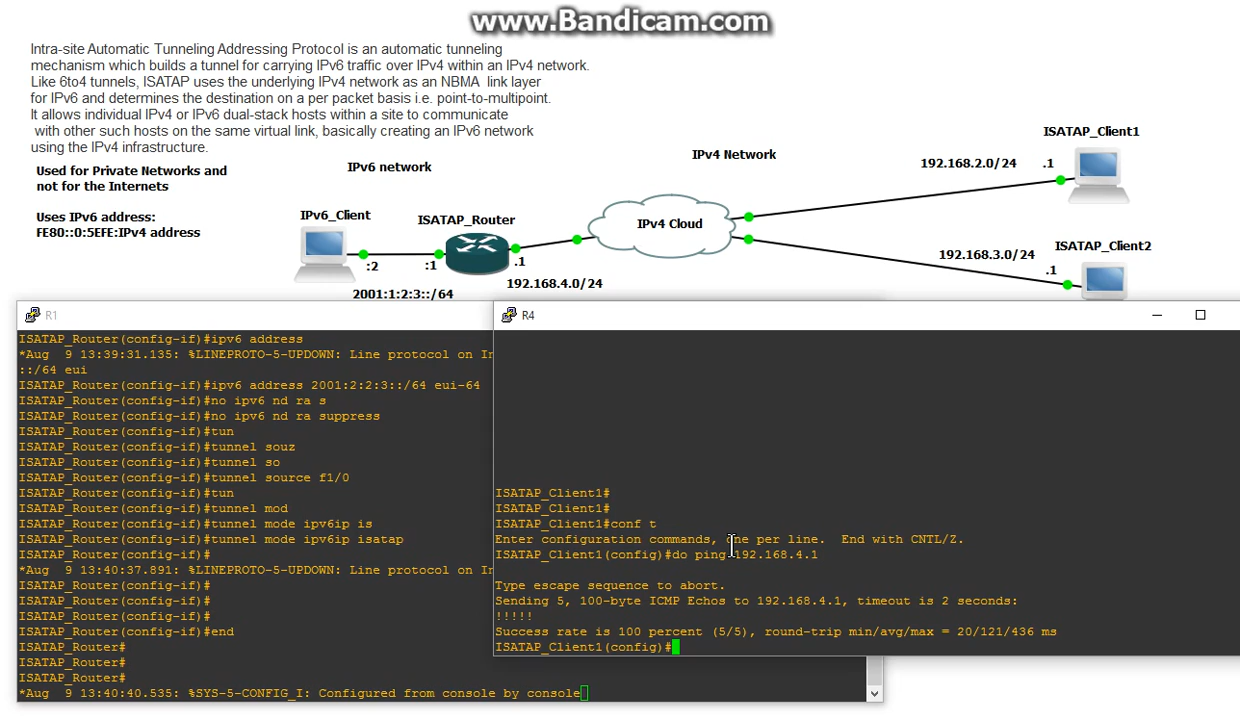 www.Bandicam.com
Intra-site Automatic Tunneling Addressing Protocol is an automatic tunneling
mechanism which builds a tunnel for carrying IPv6 traffic over IPv4 within an IPv4 network.
Like 6to4 tunnels, ISATAP uses the underlying IPv4 network as an NBMA link layer
for IPv6 and determines the destination on a per packet basis i.e. point-to-multipoint.
It allows individual IPv4 or IPv6 dual-stack hosts within a site to communicate
with other such hosts on the same virtual link, basically creating an IPv6 network
using the IPv4 infrastructure.
Used for Private Networks and
not for the Internets
Uses IPv6 address:
FE80::0:5EFE:IPv4 address
IPv6 network
IPv4 Network
IPv6_Client
ISATAP_Router
IPv4 Cloud
ISATAP_Client1
192.168.2.0/24
.1
ISATAP_Client2
192.168.3.0/24
.1
:2
:1
.1
192.168.4.0/24
2001:1:2:3::/64
R1
ISATAP_Router(config-if)#ipv6 address
*Aug  9 13:39:31.135: %LINEPROTO-5-UPDOWN: Line protocol on In
::/64 eui
ISATAP_Router(config-if)#ipv6 address 2001:2:2:3::/64 eui-64
ISATAP_Router(config-if)#no ipv6 nd ra s
ISATAP_Router(config-if)#no ipv6 nd ra suppress
ISATAP_Router(config-if)#tun
ISATAP_Router(config-if)#tunnel souz
ISATAP_Router(config-if)#tunnel so
ISATAP_Router(config-if)#tunnel source f1/0
ISATAP_Router(config-if)#tun
ISATAP_Router(config-if)#tunnel mod
ISATAP_Router(config-if)#tunnel mode ipv6ip is
ISATAP_Router(config-if)#tunnel mode ipv6ip isatap
ISATAP_Router(config-if)#
*Aug  9 13:40:37.891: %LINEPROTO-5-UPDOWN: Line protocol on In
ISATAP_Router(config-if)#
ISATAP_Router(config-if)#
ISATAP_Router(config-if)#
ISATAP_Router(config-if)#end
ISATAP_Router#
ISATAP_Router#
ISATAP_Router#
*Aug  9 13:40:40.535: %SYS-5-CONFIG_I: Configured from console by console
R4
ISATAP_Client1#
ISATAP_Client1#
ISATAP_Client1#conf t
Enter configuration commands, one per line.  End with CNTL/Z.
ISATAP_Client1(config)#do ping 192.168.4.1
Type escape sequence to abort.
Sending 5, 100-byte ICMP Echos to 192.168.4.1, timeout is 2 seconds:
!!!!!
Success rate is 100 percent (5/5), round-trip min/avg/max = 20/121/436 ms
ISATAP_Client1(config)#